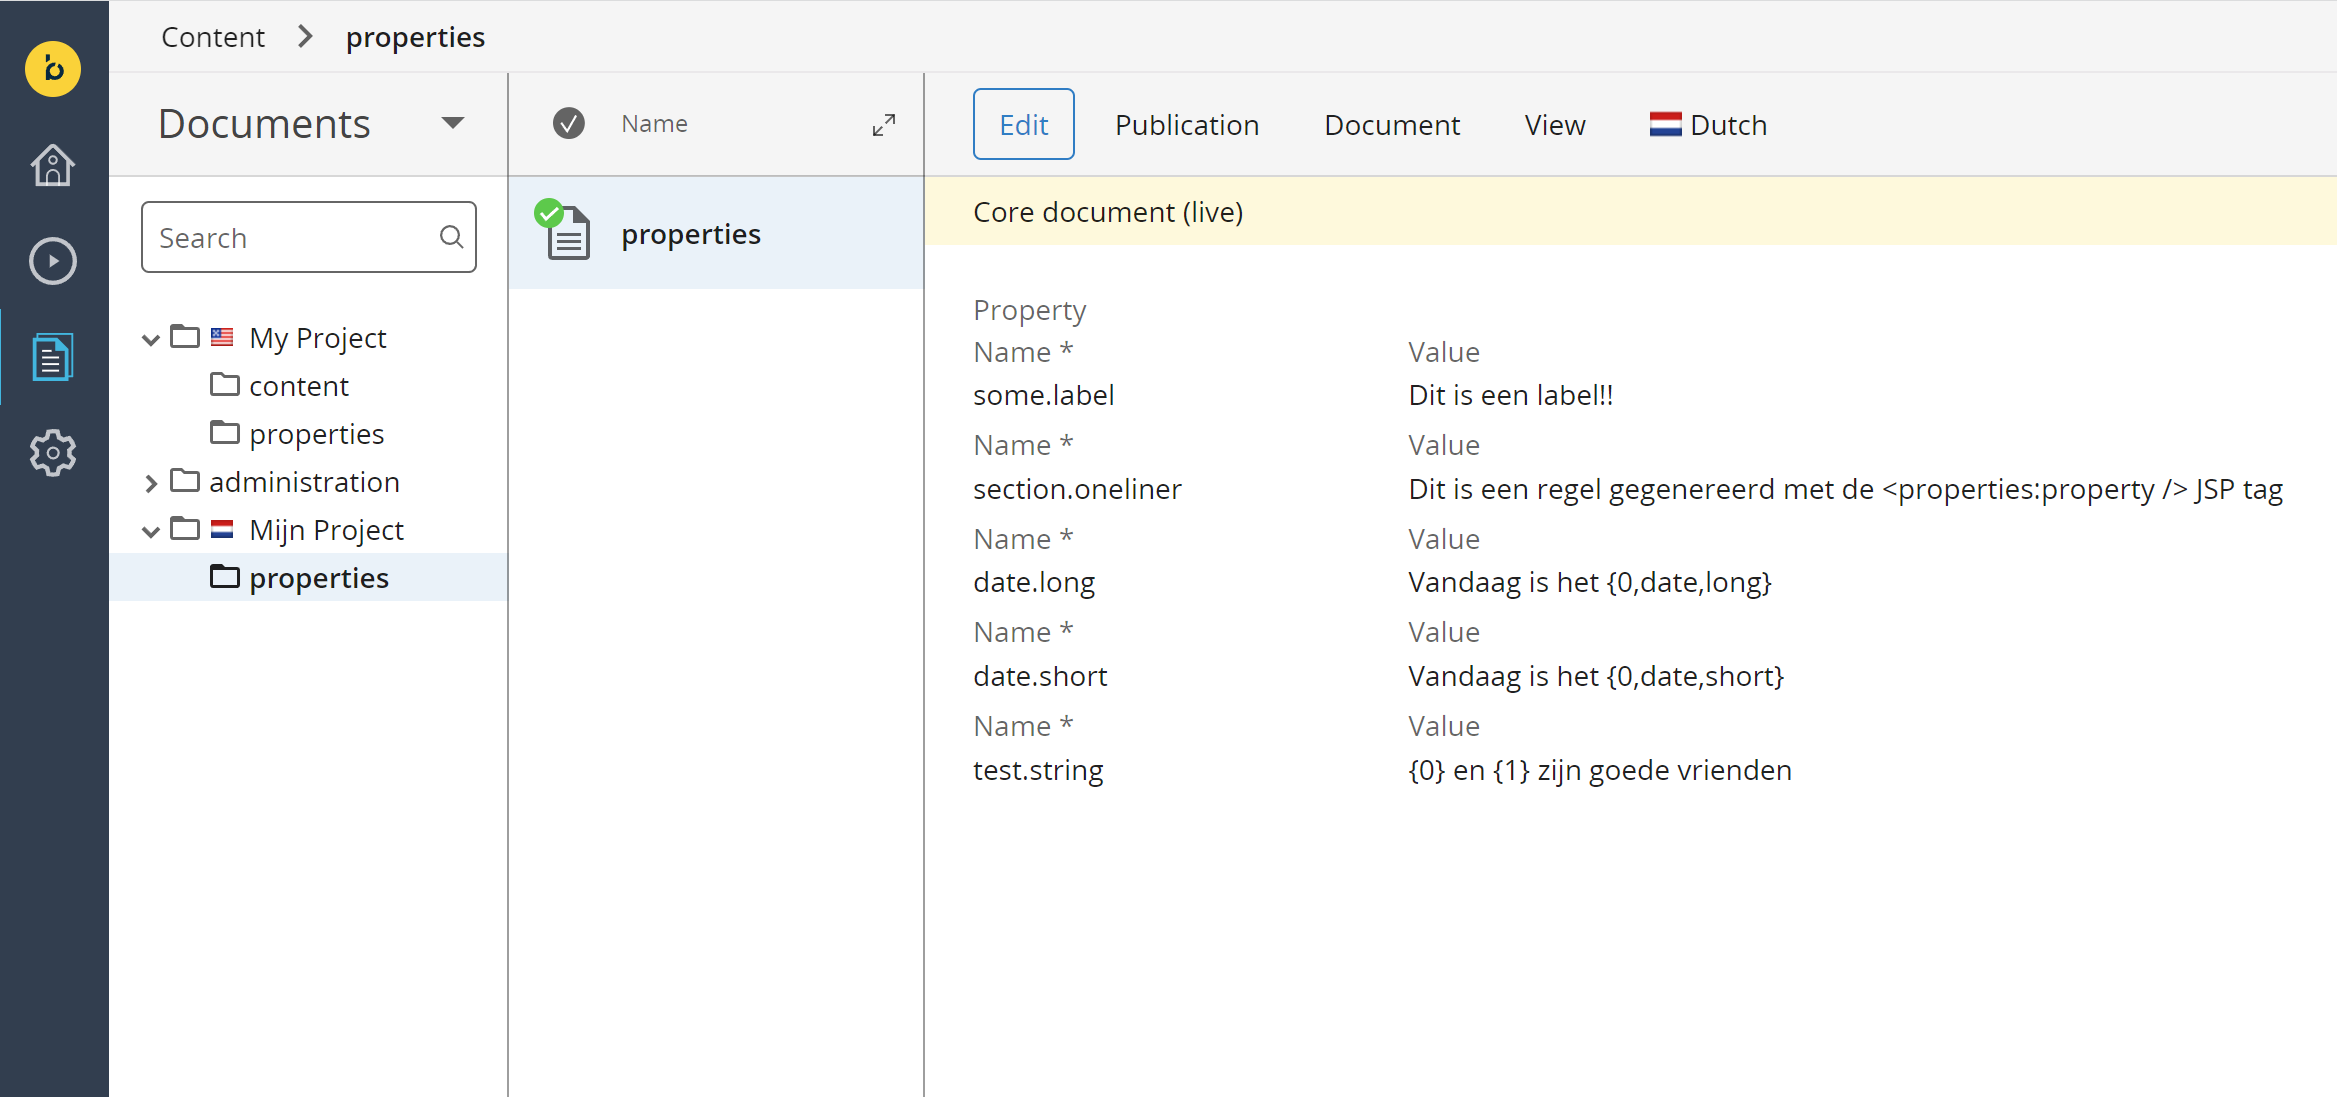 Content > properties
Documents
Search
My Project
content
properties
administration
Mijn Project
properties
Name
properties
Edit Publication Document View Dutch
Core document (live)
Property
Name * Value
some.label Dit is een label!!
Name * Value
section.oneliner Dit is een regel gegenereerd met de <properties:property /> JSP tag
Name * Value
date.long Vandaag is het {0,date,long}
Name * Value
date.short Vandaag is het {0,date,short}
Name * Value
test.string {0} en {1} zijn goede vrienden